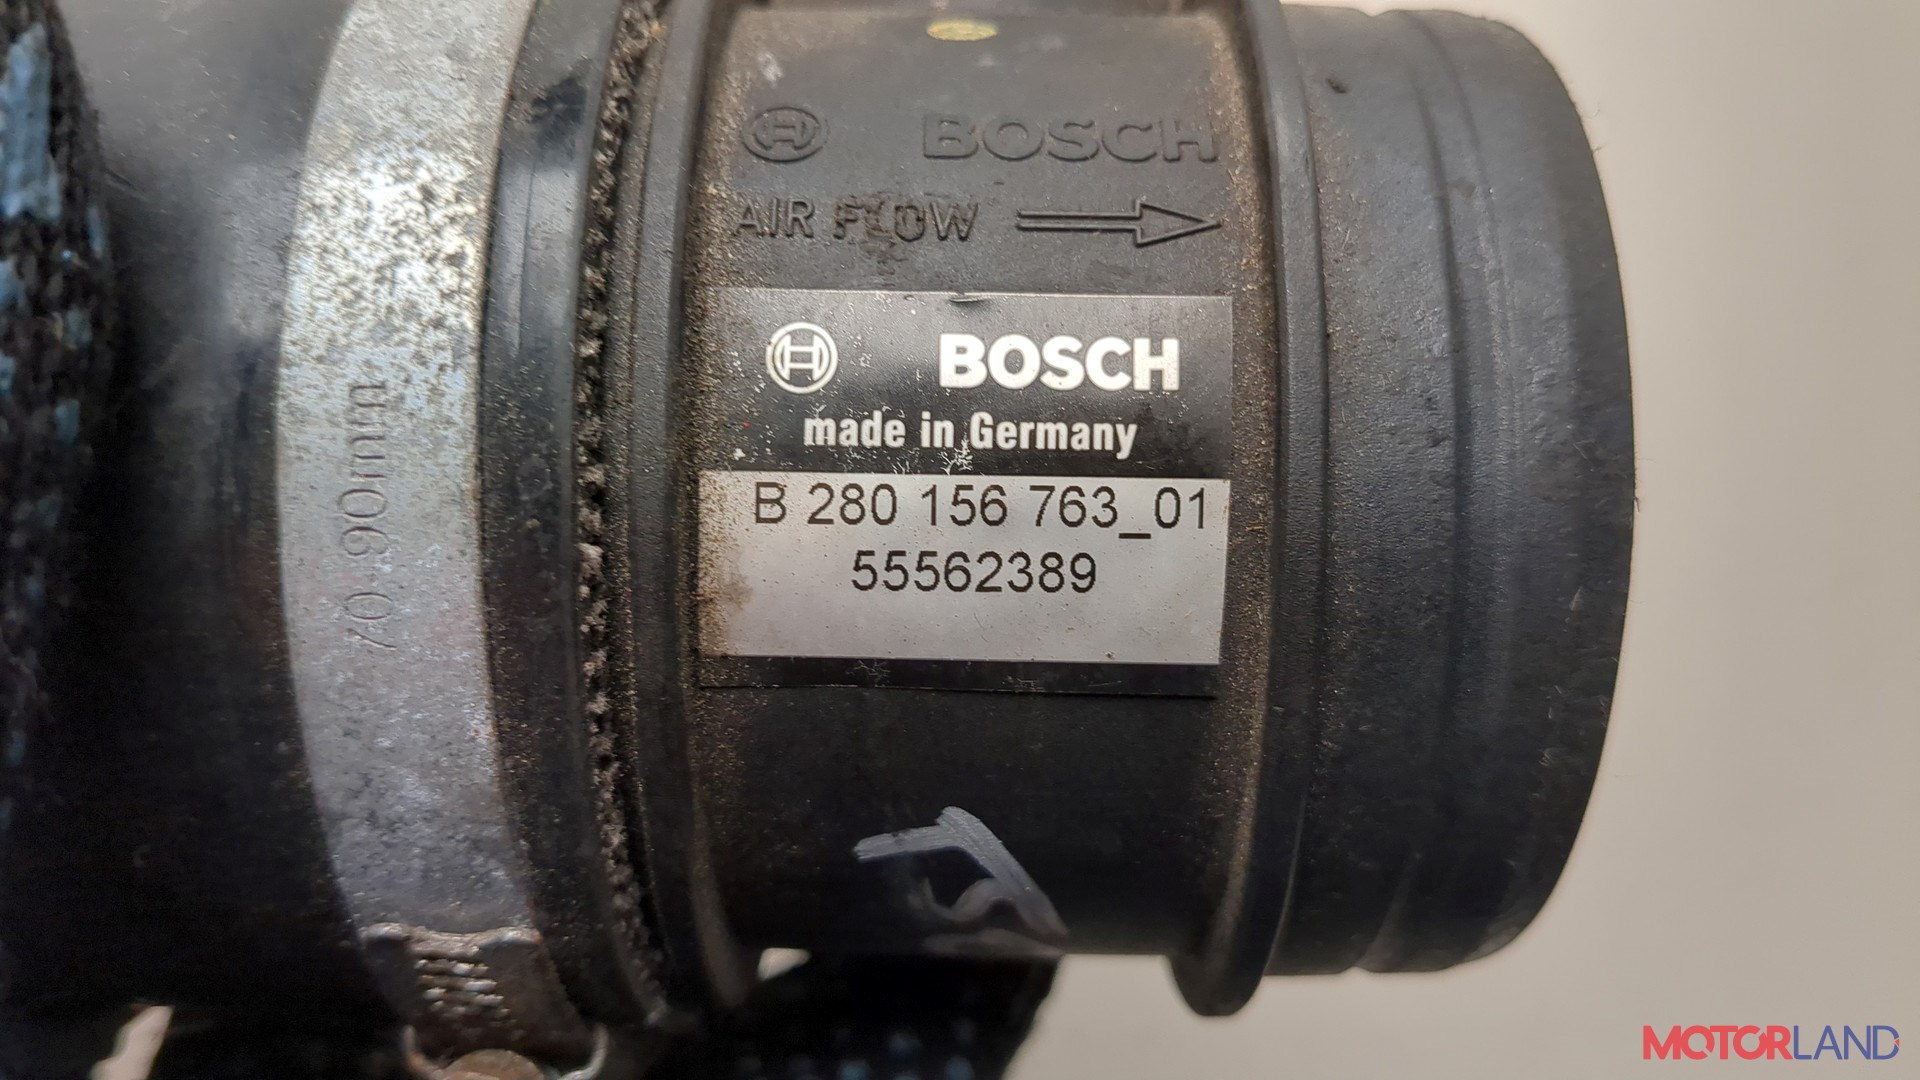 BOSCH
AIR FLOW
BOSCH
made in Germany
B 280 156 763_01
55562389
70-90mm
MOTORLAND